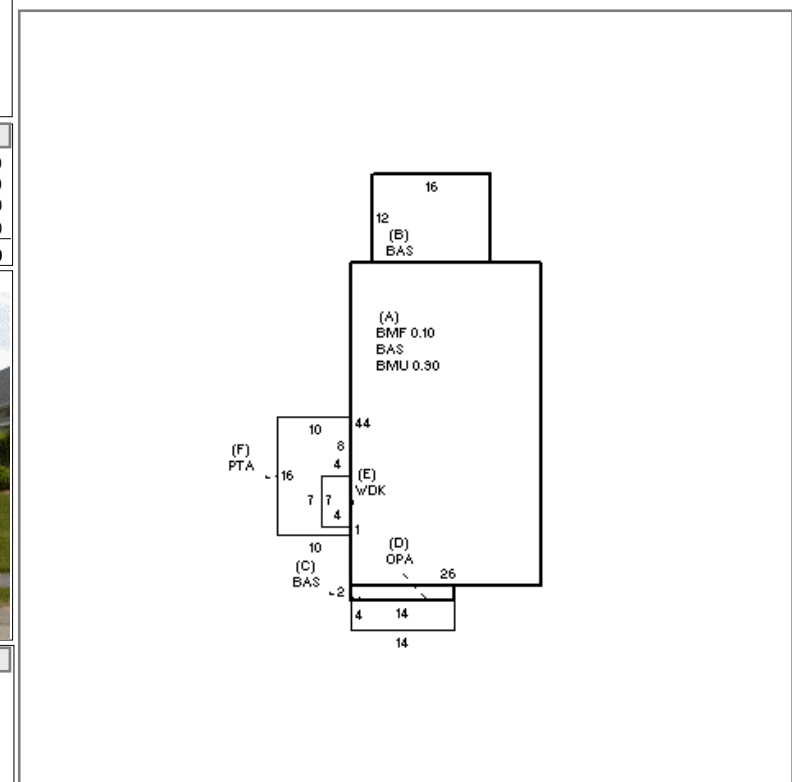 16
12
(B)
BAS
(A)
BMF 0.10
BAS
BMU 0.90
44
10
8
(F)
PTA
4
(E)
16
WDK
7 7
4
1
10
(D)
OPA
(C)
BAS
26
2
4 14
14